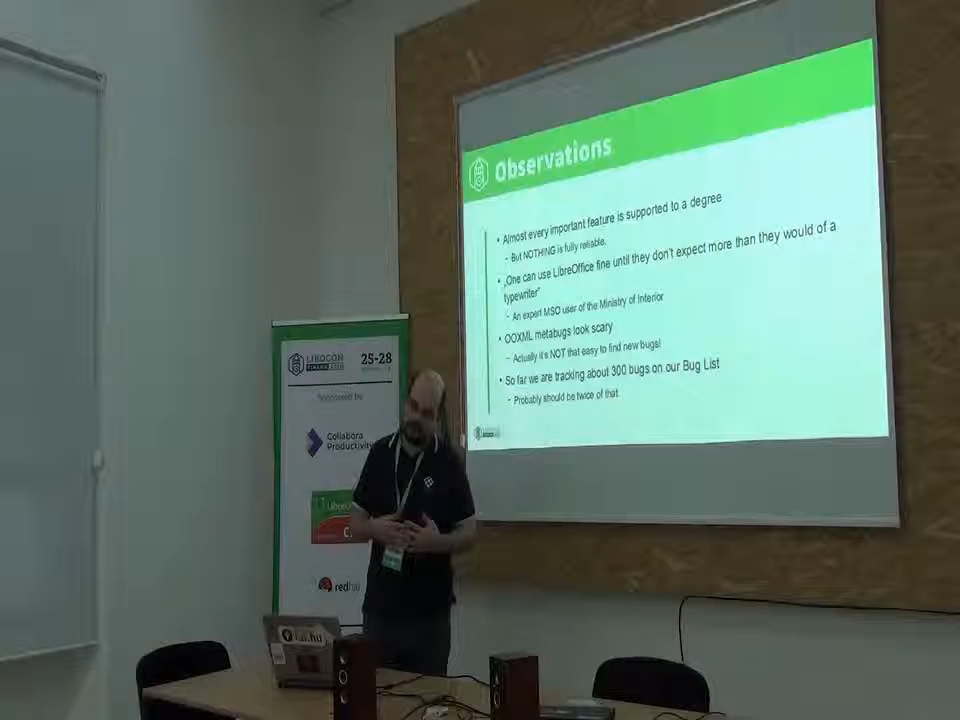 Observations
• Almost every important feature is supported to a degree
– But NOTHING is fully reliable.
• „One can use LibreOffice fine until they don't expect more than they would of a
typewriter"
– An expert MSO user of the Ministry of Interior
• OOXML metabugs look scary
– Actually it's NOT that easy to find new bugs!
• So far we are tracking about 300 bugs on our Bug List
– Probably should be twice of that
LIBOCON
25-28
Sponsored by
Collabora
Productivity
redhat